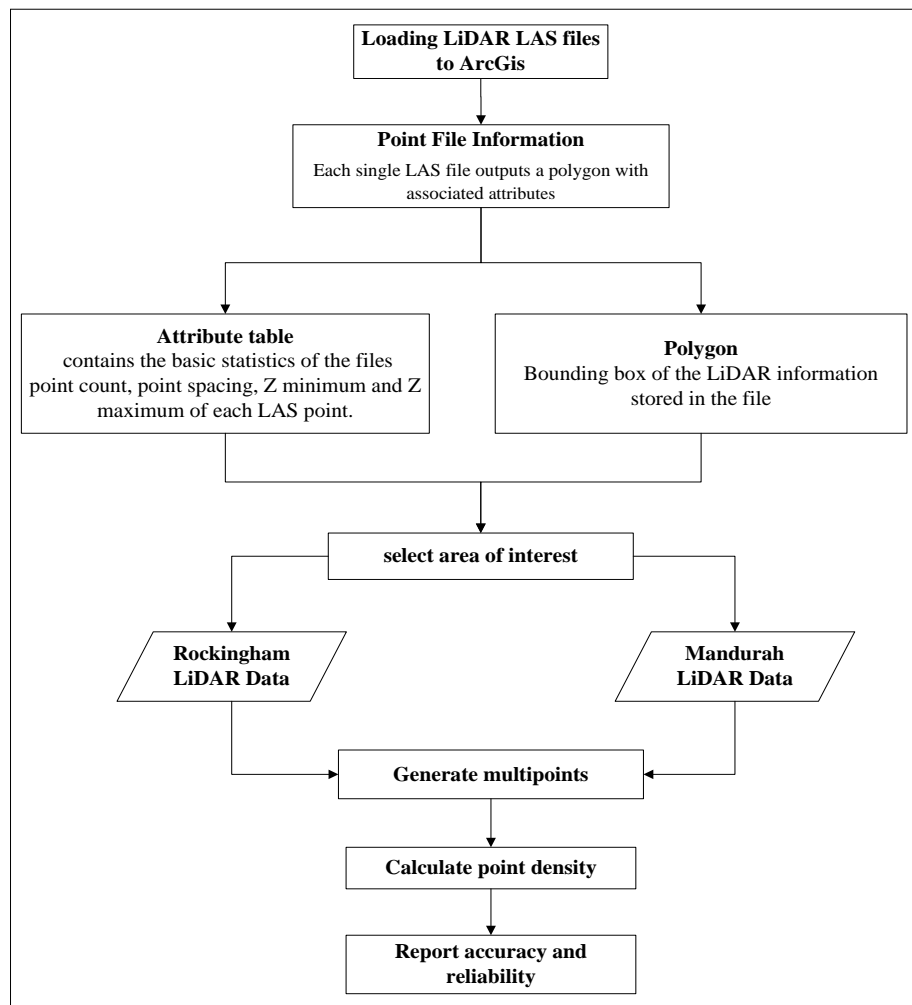 Loading LiDAR LAS files
to ArcGis
Point File Information
Each single LAS file outputs a polygon with
associated attributes
Attribute table
contains the basic statistics of the files
point count, point spacing, Z minimum and Z
maximum of each LAS point.
Polygon
Bounding box of the LiDAR information
stored in the file
select area of interest
Rockingham
LiDAR Data
Mandurah
LiDAR Data
Generate multipoints
Calculate point density
Report accuracy and
reliability